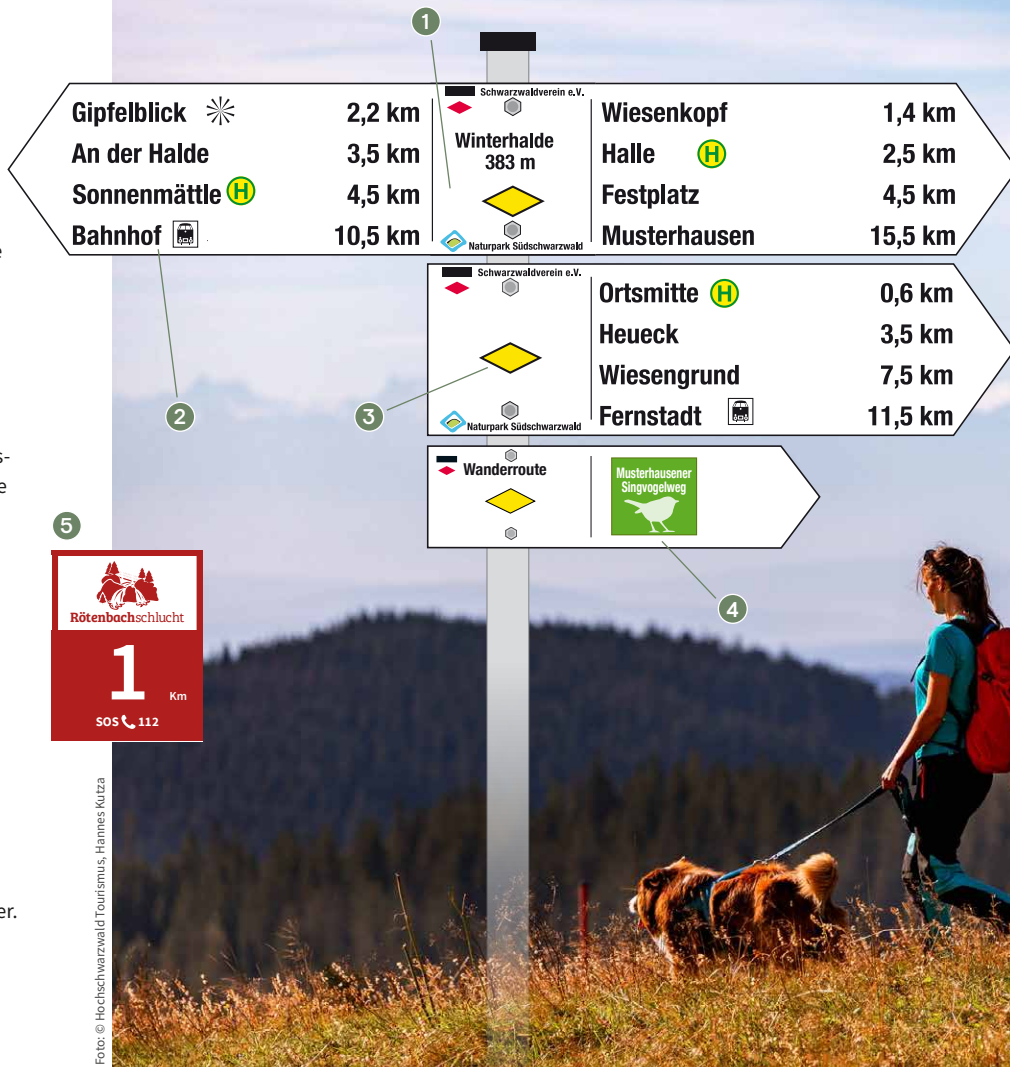 1
Gipfelblick 2,2 km
An der Halde 3,5 km
Sonnenmättle H 4,5 km
Bahnhof 10,5 km
Schwarzwaldverein e.V.
Winterhalde
383 m
Naturpark Südschwarzwald
Wiesenkopf 1,4 km
Halle H 2,5 km
Festplatz 4,5 km
Musterhausen 15,5 km
e
Schwarzwaldverein e.V.
Naturpark Südschwarzwald
Ortsmitte H 0,6 km
Heueck 3,5 km
Wiesengrund 7,5 km
Fernstadt 11,5 km
2
3
s-
e
Wanderroute
Musterhausener
Singvogelweg
4
5
Rötenbachschlucht
1 Km
SOS 112
er.
Foto: © Hochschwarzwald Tourismus, Hannes Kutza